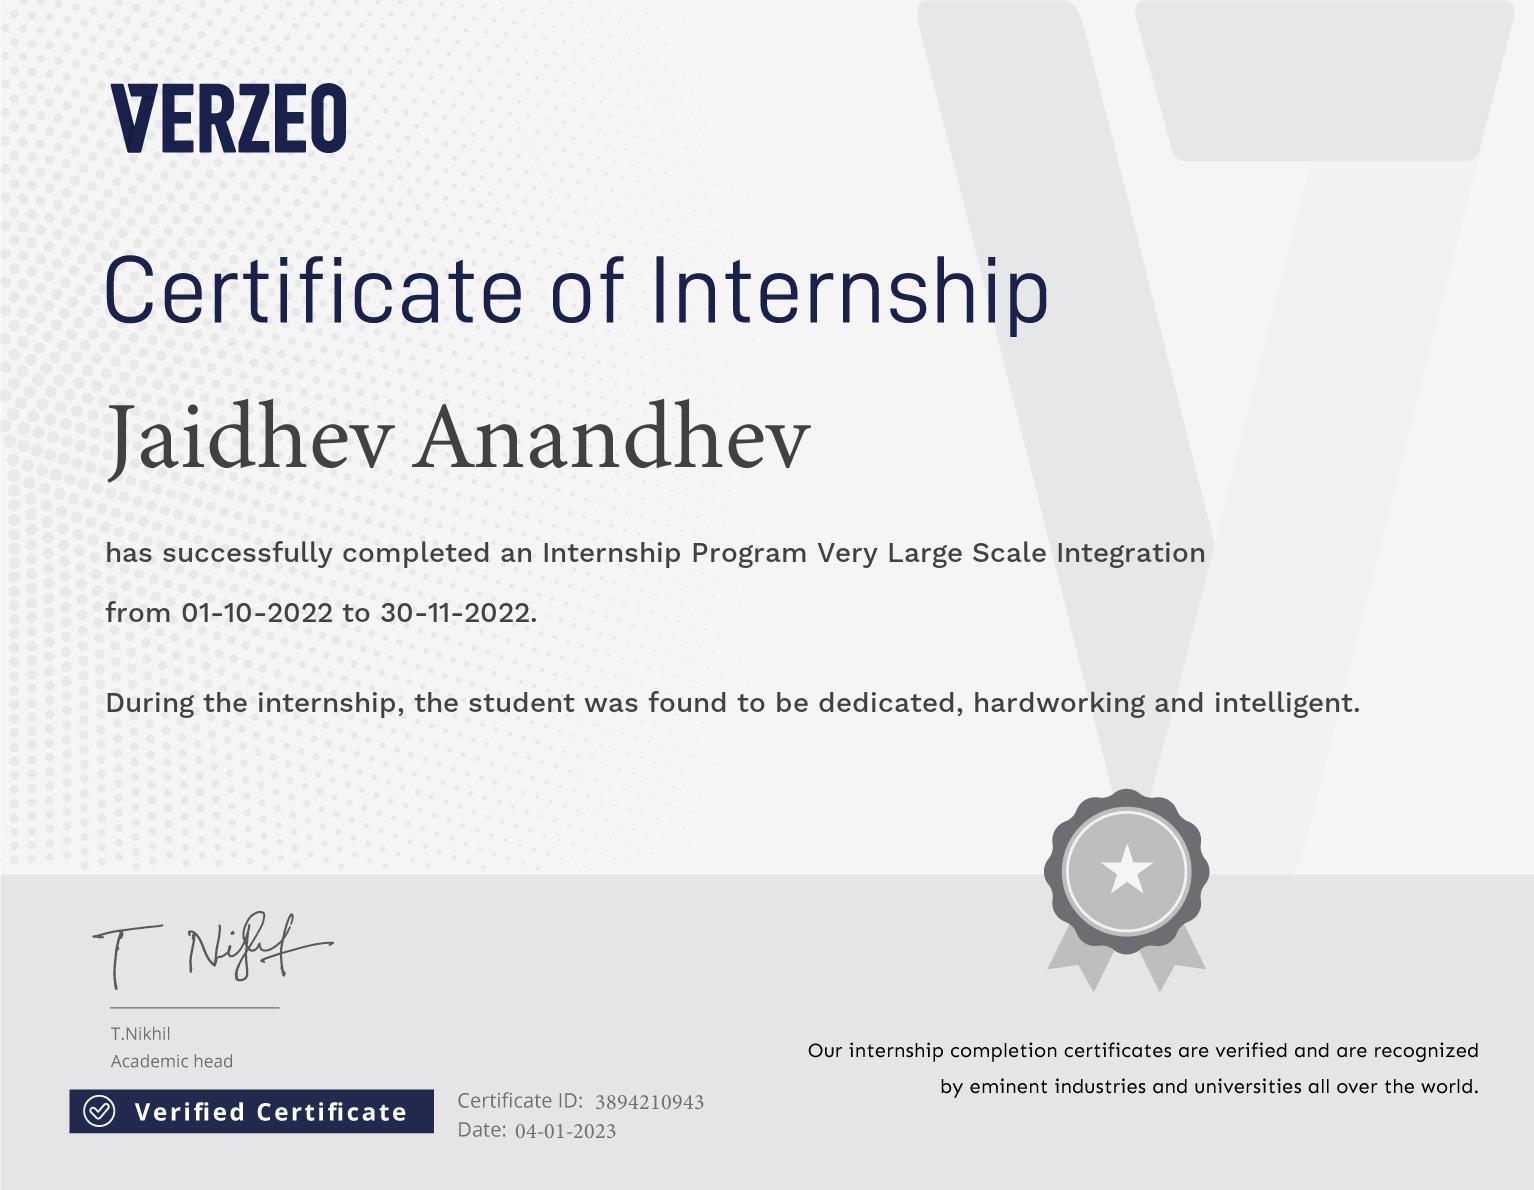 VERZEO
Certificate of Internship
Jaidhev Anandhev
has successfully completed an Internship Program Very Large Scale Integration
from 01-10-2022 to 30-11-2022.
During the internship, the student was found to be dedicated, hardworking and intelligent.
T Nikhil
T.Nikhil
Academic head
Verified Certificate
Certificate ID: 3894210943
Date: 04-01-2023
Our internship completion certificates are verified and are recognized
by eminent industries and universities all over the world.